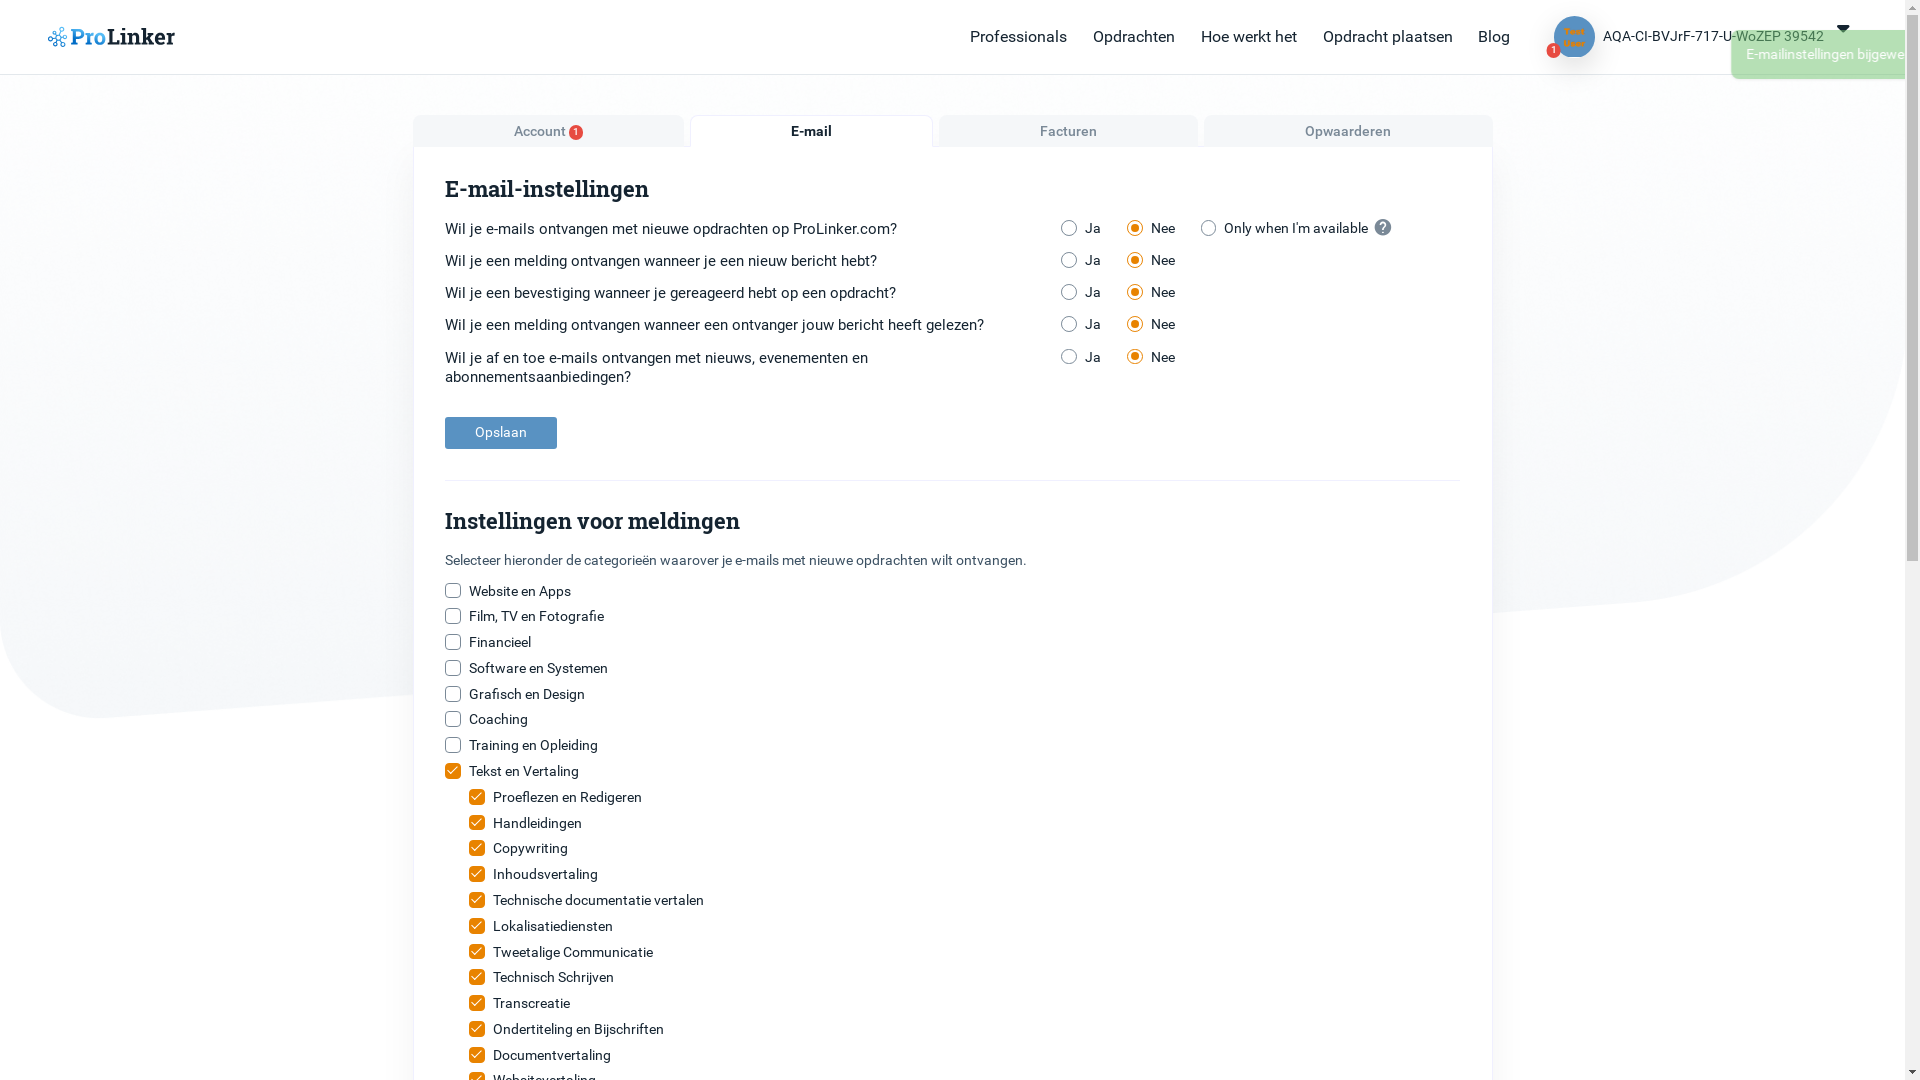 ProLinker
Professionals
Opdrachten
Hoe werkt het
Opdracht plaatsen
Blog
Test User
1
AQA-CI-BVJrF-717-U-WoZEP 39542
E-mailinstellingen bijgewe
Account 1
E-mail
Facturen
Opwaarderen
E-mail-instellingen
Wil je e-mails ontvangen met nieuwe opdrachten op ProLinker.com?
Ja
Nee
Only when I'm available
?
Wil je een melding ontvangen wanneer je een nieuw bericht hebt?
Ja
Nee
Wil je een bevestiging wanneer je gereageerd hebt op een opdracht?
Ja
Nee
Wil je een melding ontvangen wanneer een ontvanger jouw bericht heeft gelezen?
Ja
Nee
Wil je af en toe e-mails ontvangen met nieuws, evenementen en
abonnementsaanbiedingen?
Ja
Nee
Opslaan
Instellingen voor meldingen
Selecteer hieronder de categorieën waarover je e-mails met nieuwe opdrachten wilt ontvangen.
Website en Apps
Film, TV en Fotografie
Financieel
Software en Systemen
Grafisch en Design
Coaching
Training en Opleiding
Tekst en Vertaling
Proeflezen en Redigeren
Handleidingen
Copywriting
Inhoudsvertaling
Technische documentatie vertalen
Lokalisatiediensten
Tweetalige Communicatie
Technisch Schrijven
Transcreatie
Ondertiteling en Bijschriften
Documentvertaling
Websitevertaling